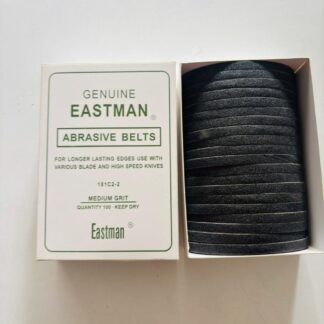 GENUINE
EASTMAN ®
ABRASIVE BELTS
FOR LONGER LASTING EDGES USE WITH
VARIOUS BLADE AND HIGH SPEED KNIVES
181C2-2
MEDIUM GRIT
QUANTITY 100 · KEEP DRY
Eastman ®